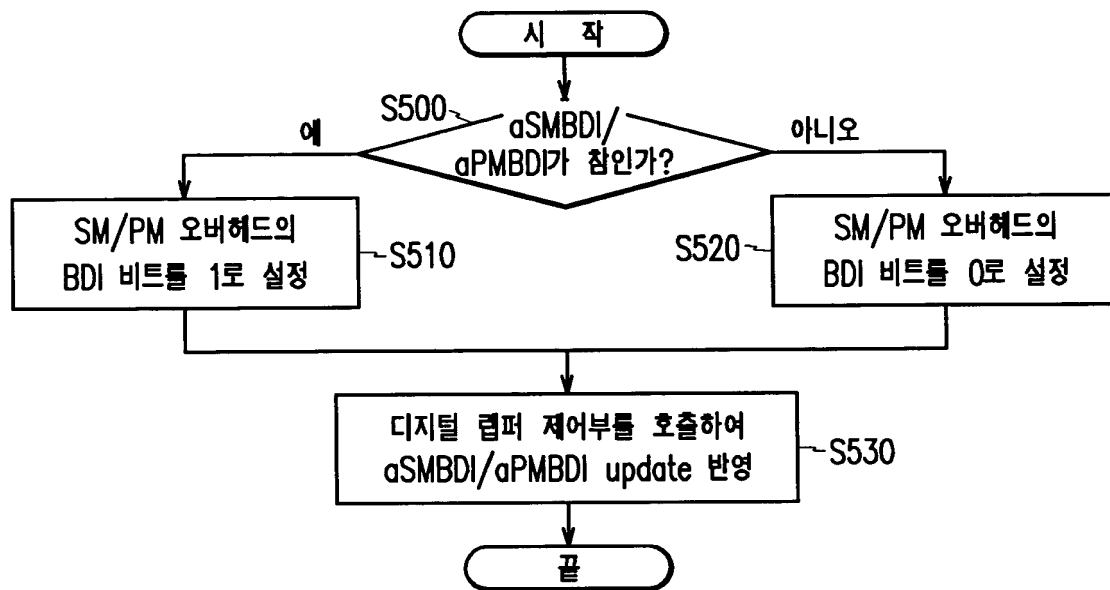 시 작
S500
aSMBDI/
aPMBDI가 참인가?
예
아니오
SM/PM 오버헤드의
BDI 비트를 1로 설정
S510
S520
SM/PM 오버헤드의
BDI 비트를 0로 설정
디지털 랩퍼 제어부를 호출하여
aSMBDI/aPMBDI update 반영
S530
끝